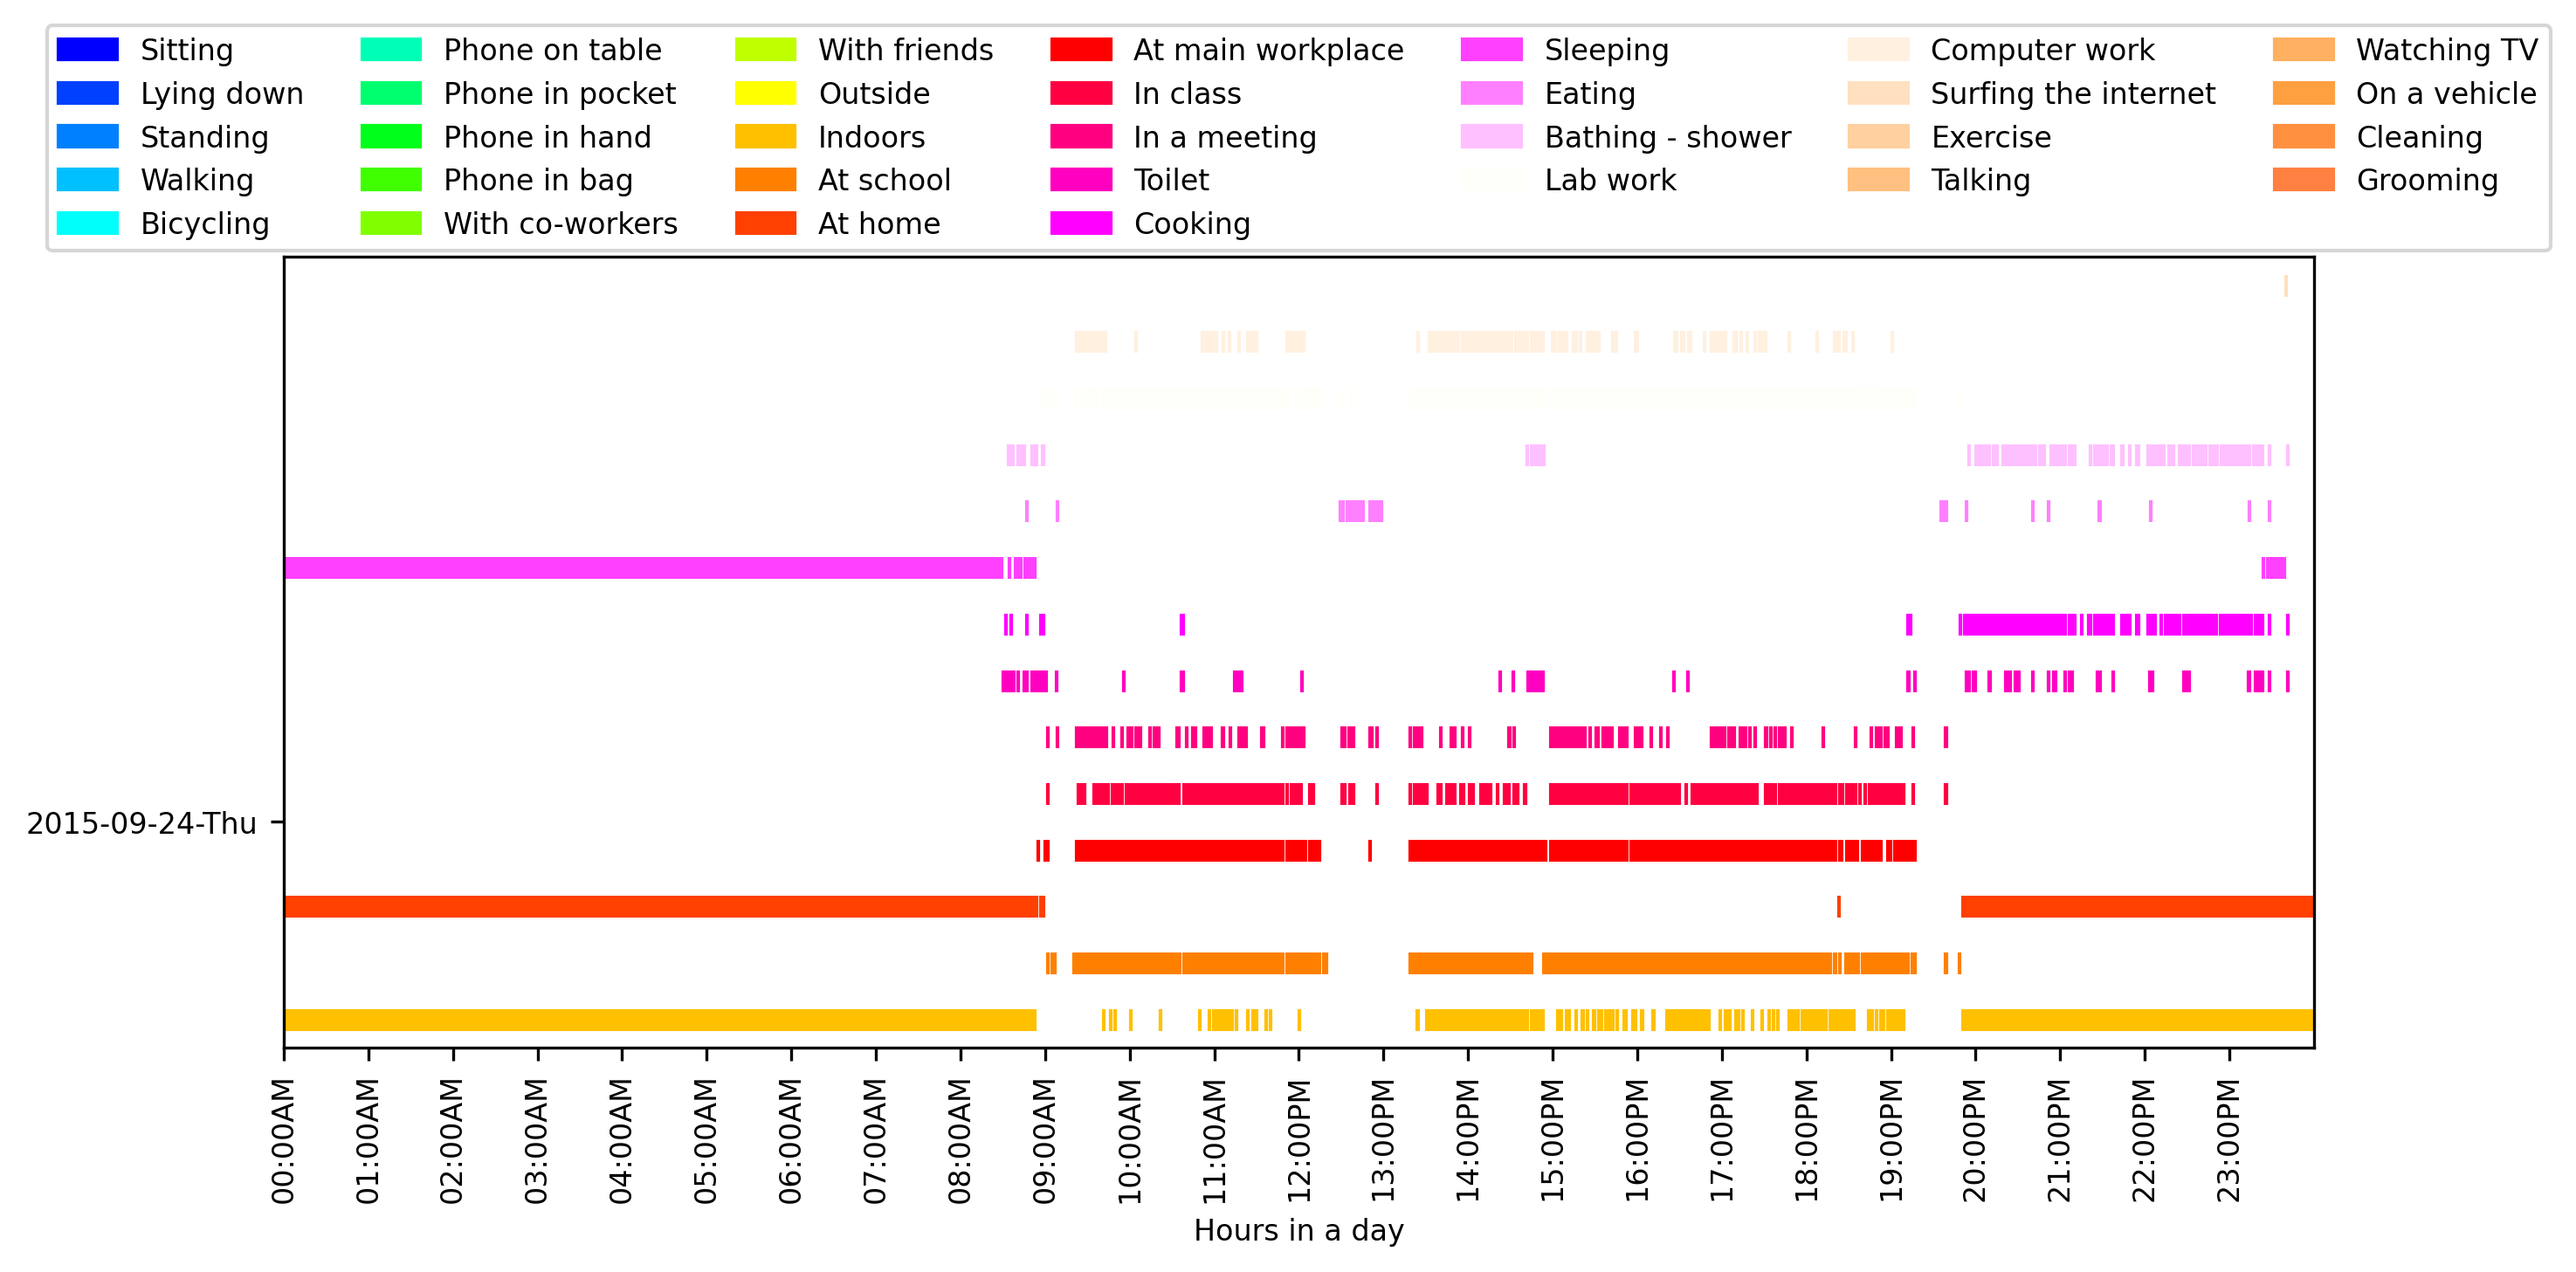 Sitting
Lying down
Standing
Walking
Bicycling
Phone on table
Phone in pocket
Phone in hand
Phone in bag
With co-workers
With friends
Outside
Indoors
At school
At home
At main workplace
In class
In a meeting
Toilet
Cooking
Sleeping
Eating
Bathing - shower
Lab work
Computer work
Surfing the internet
Exercise
Talking
Watching TV
On a vehicle
Cleaning
Grooming
2015-09-24-Thu
00:00AM
01:00AM
02:00AM
03:00AM
04:00AM
05:00AM
06:00AM
07:00AM
08:00AM
09:00AM
10:00AM
11:00AM
12:00PM
13:00PM
14:00PM
15:00PM
16:00PM
17:00PM
18:00PM
19:00PM
20:00PM
21:00PM
22:00PM
23:00PM
Hours in a day